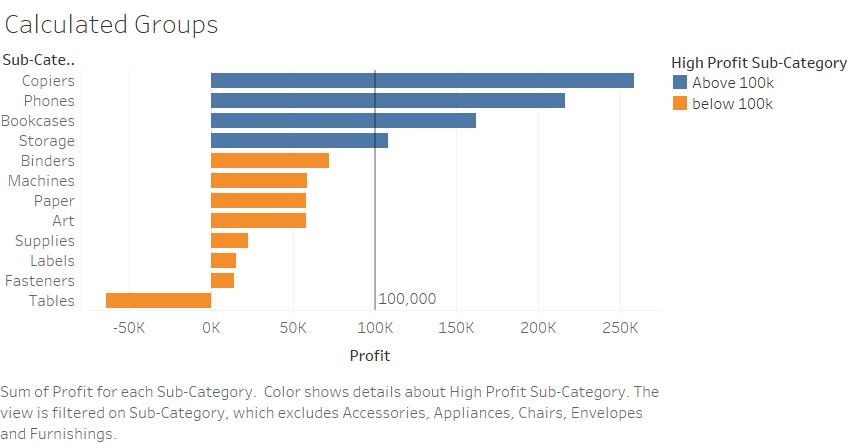 Calculated Groups
Sub-Cate..
High Profit Sub-Category
Copiers
Above 100k
Phones
below 100k
Bookcases
Storage
Binders
Machines
Paper
Art
Supplies
Labels
Fasteners
Tables
100,000
-50K 0K 50K 100K 150K 200K 250K
Profit
Sum of Profit for each Sub-Category. Color shows details about High Profit Sub-Category. The
view is filtered on Sub-Category, which excludes Accessories, Appliances, Chairs, Envelopes
and Furnishings.